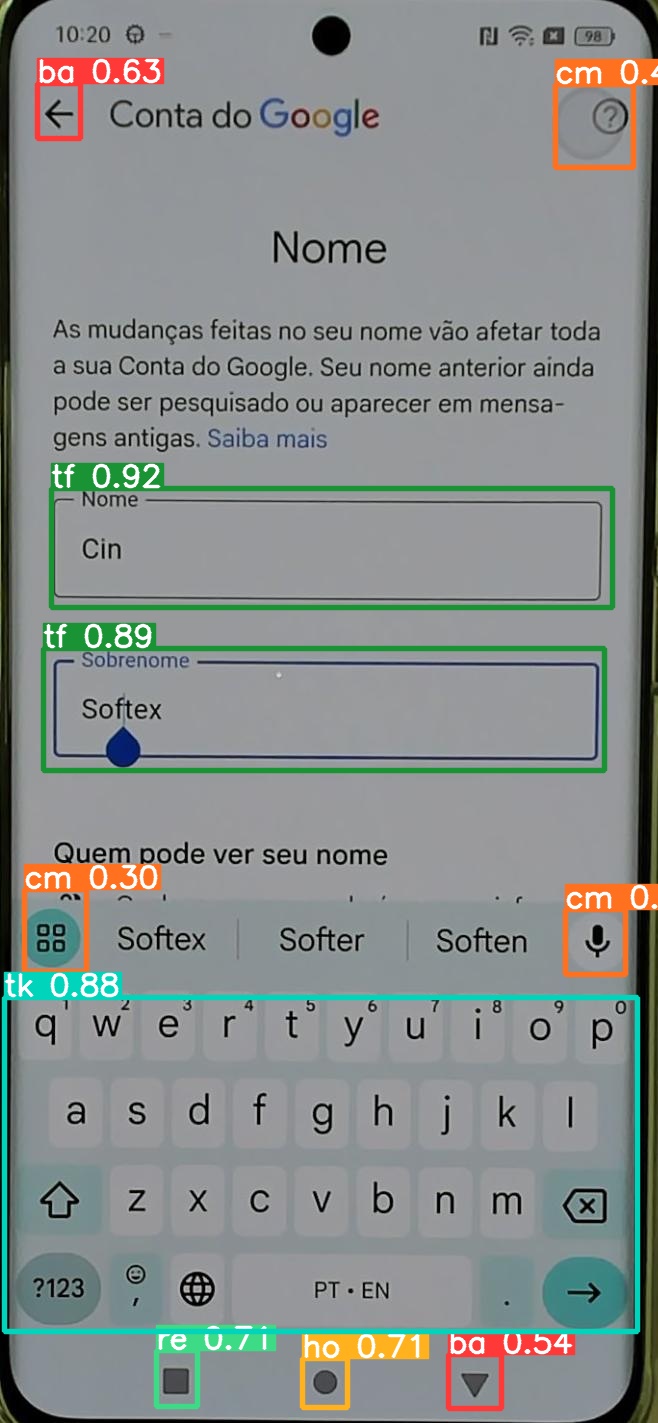 10:20
98
ba 0.63
cm 0.4
Conta do Google
?
Nome
As mudanças feitas no seu nome vão afetar toda
a sua Conta do Google. Seu nome anterior ainda
pode ser pesquisado ou aparecer em mensa-
gens antigas. Saiba mais
tf 0.92
Nome
Cin
tf 0.89
Sobrenome
Softex
Quem pode ver seu nome
cm 0.30
cm 0.
Softex Softer Soften
tk 0.88
1 2 3 4 5 6 7 8 9 0
q w e r t y u i o p
a s d f g h j k l
z x c v b n m
?123 , PT • EN .
re 0.71 ho 0.71 ba 0.54